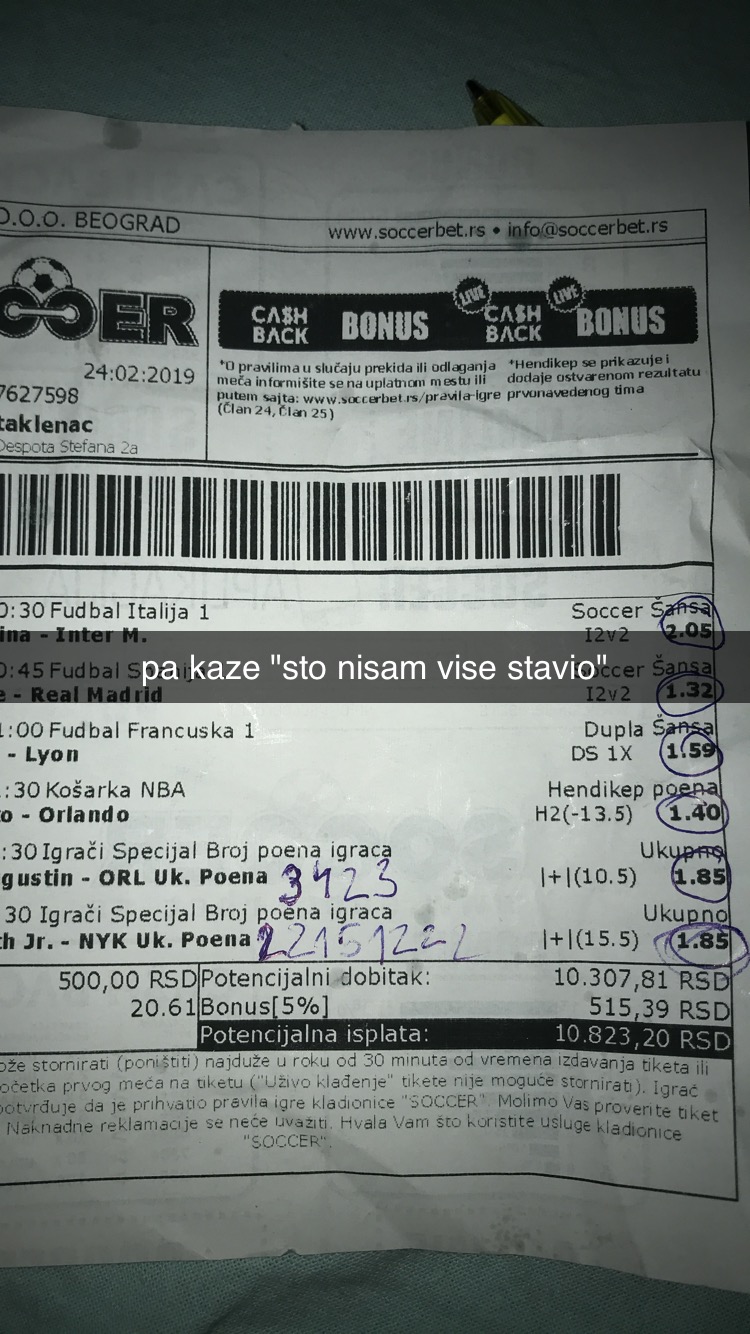 D.O.O. BEOGRAD
www.soccerbet.rs • info@soccerbet.rs
LIVE LIVE
CA$H BACK BONUS CA$H BACK BONUS
*O pravilima u slučaju prekida ili odlaganja
meča informišite se na uplatnom mestu ili
putem sajta: www.soccerbet.rs/pravila-igre
(Član 24, Član 25)
*Hendikep se prikazuje i
dodaje ostvarenom rezultatu
prvonavedenog tima
24:02:2019
7627598
taklenac
Despota Stefana 2a
0:30 Fudbal Italija 1 Soccer Šansa
ina - Inter M. I2v2 2.05
0:45 Fudbal Soccer Šansa
pa kaze "sto nisam vise stavio"
e - Real Madrid I2v2 1.32
1:00 Fudbal Francuska 1 Dupla Šansa
- Lyon DS 1X 1.59
:30 Košarka NBA Hendikep poena
o - Orlando H2(-13.5) 1.40
:30 Igrači Specijal Broj poena igraca Ukupno
gustin - ORL Uk. Poena 3423 |+|(10.5) 1.85
30 Igrači Specijal Broj poena igraca Ukupno
th Jr. - NYK Uk. Poena |+|(15.5) 1.85
500,00 RSD Potencijalni dobitak: 10.307,81 RSD
20.61 Bonus[5%] 515,39 RSD
Potencijalna isplata: 10.823,20 RSD
ože stornirati (poništiti) najduže u roku od 30 minuta od vremena izdavanja tiketa ili
očetka prvog meča na tiketu ("Uživo klađenje" tikete nije moguće stornirati). Igrač
potvrđuje da je prihvatio pravila igre kladionice "SOCCER". Molimo Vas proverite tiket
Naknadne reklamacije se neće uvažiti. Hvala Vam što koristite usluge kladionice
"SOCCER".